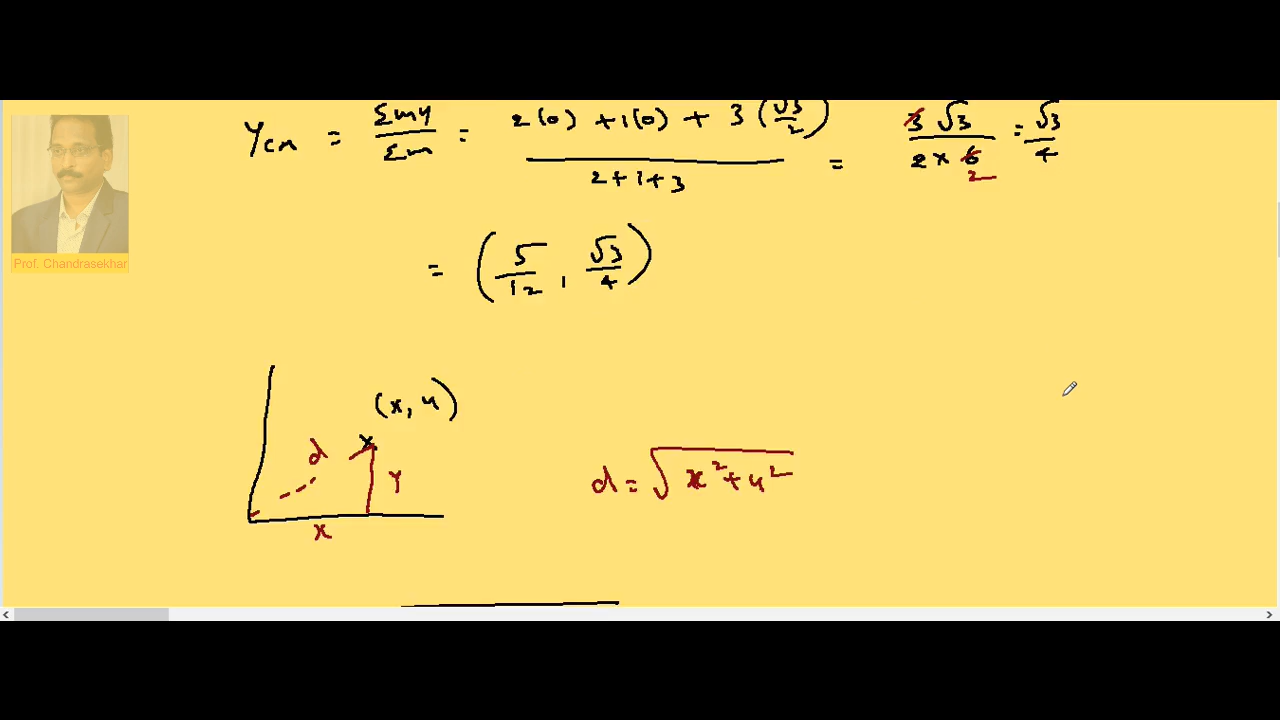 Ycm = Σmy/Σm = (2(0) + 1(0) + 3(√3/2))/(2+1+3) = 3√3/(2×6) 2 = √3/4
= (5/12, √3/4)
(x, y)
d
x
y
d = √x²+y²
x
Prof. Chandrasekhar